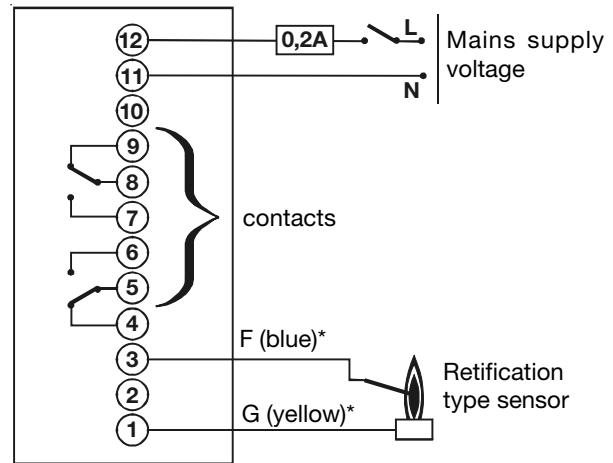 12
0,2A
L
Mains supply
voltage
11
N
10
9
8
7
contacts
6
5
4
F (blue)*
3
Retification
type sensor
2
G (yellow)*
1